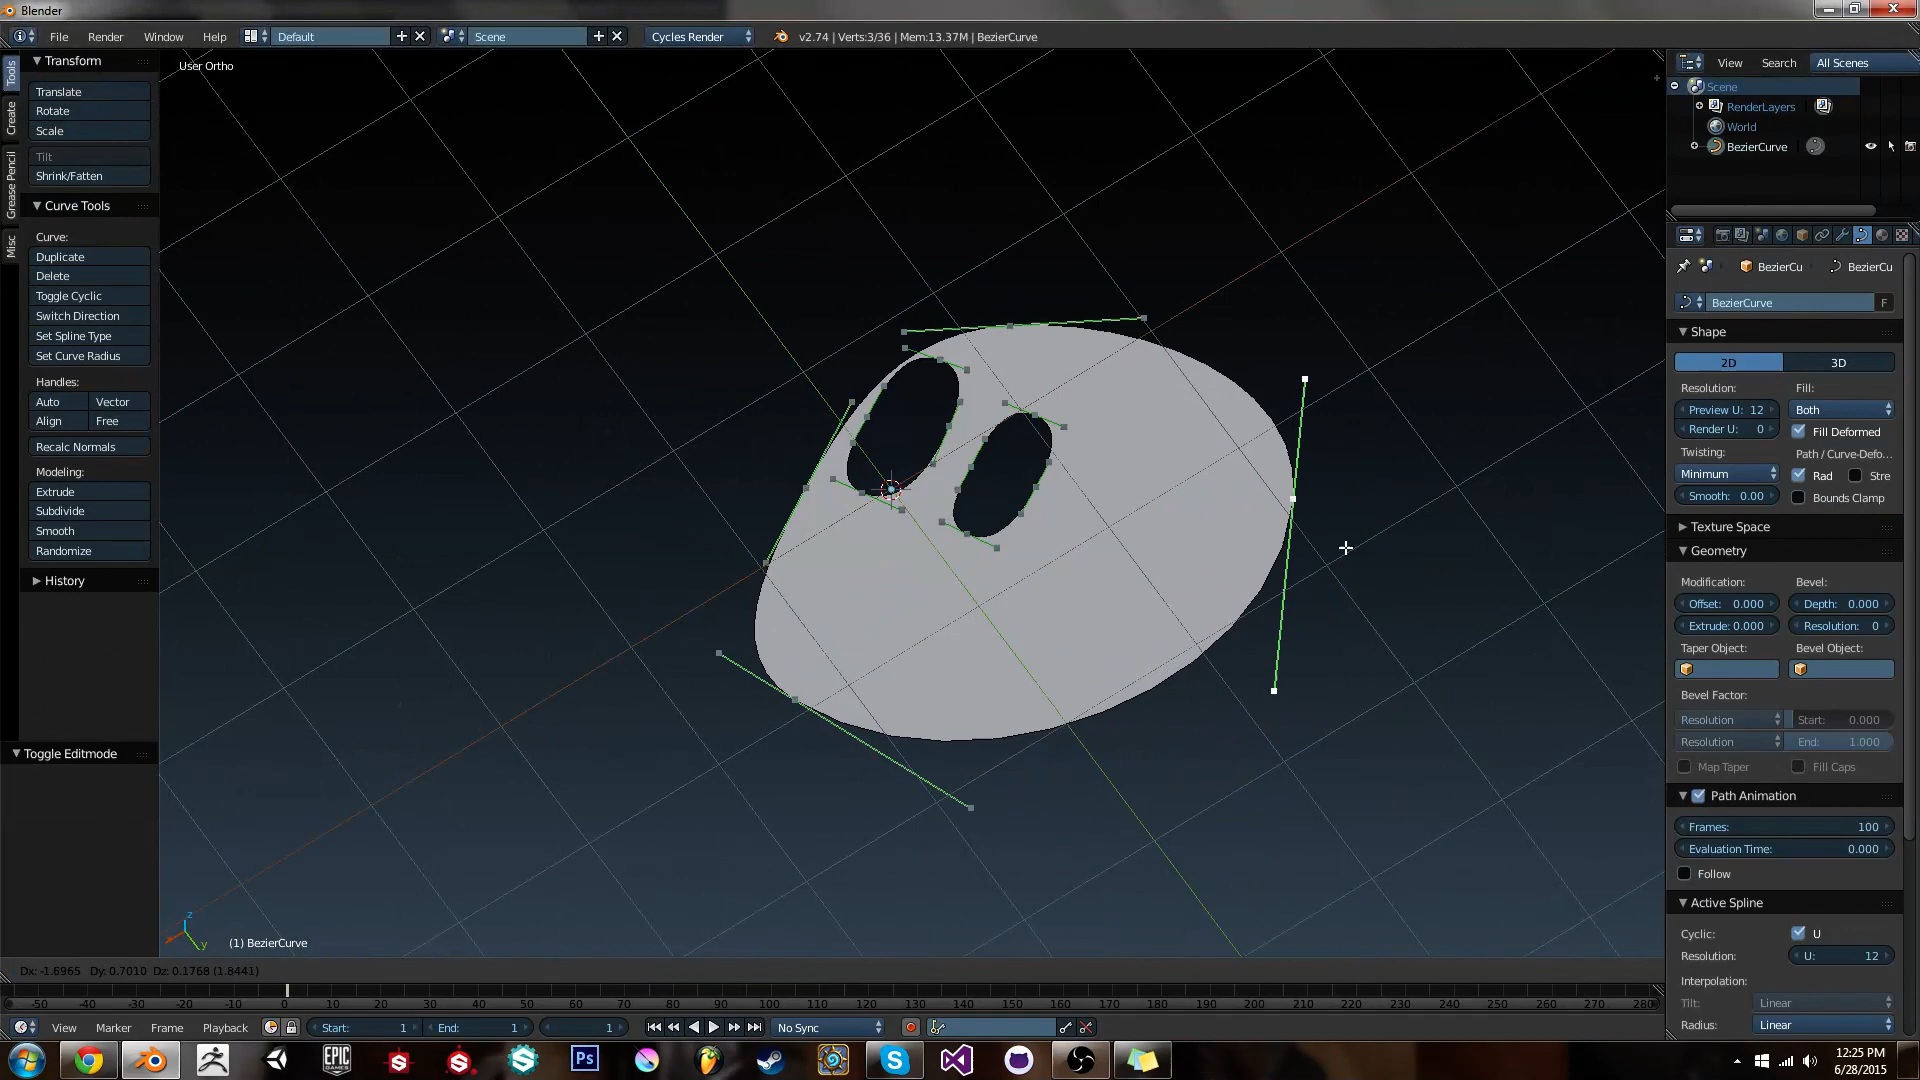 Blender
File Render Window Help Default Scene Cycles Render v2.74 | Verts:3/36 | Mem:13.37M | BezierCurve
Tools
Create
Grease Pencil
Misc
Transform
Translate
Rotate
Scale
Tilt
Shrink/Fatten
Curve Tools
Curve:
Duplicate
Delete
Toggle Cyclic
Switch Direction
Set Spline Type
Set Curve Radius
Handles:
Auto Vector
Align Free
Recalc Normals
Modeling:
Extrude
Subdivide
Smooth
Randomize
History
Toggle Editmode
User Ortho
z
y
(1) BezierCurve
Dx: -1.6965 Dy: 0.7010 Dz: 0.1768 (1.8441)
View Search All Scenes
Scene
RenderLayers
World
BezierCurve
BezierCu BezierCu
BezierCurve F
Shape
2D 3D
Resolution: Fill:
Preview U: 12 Both
Render U: 0 Fill Deformed
Twisting: Path / Curve-Defo...
Minimum Rad Stre
Smooth: 0.00 Bounds Clamp
Texture Space
Geometry
Modification: Bevel:
Offset: 0.000 Depth: 0.000
Extrude: 0.000 Resolution: 0
Taper Object: Bevel Object:
Bevel Factor:
Resolution Start: 0.000
Resolution End: 1.000
Map Taper Fill Caps
Path Animation
Frames: 100
Evaluation Time: 0.000
Follow
Active Spline
Cyclic: U
Resolution: U: 12
Interpolation:
Tilt: Linear
Radius: Linear
-50 -40 -30 -20 -10 0 10 20 30 40 50 60 70 80 90 100 110 120 130 140 150 160 170 180 190 200 210 220 230 240 250 260 270 280
View Marker Frame Playback Start: 1 End: 1 1 No Sync
EPIC GAMES Ps 12:25 PM
6/28/2015